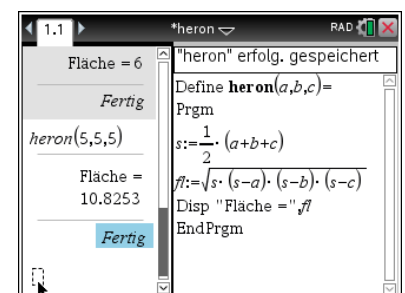 1.1 *heron RAD
Fläche = 6
Fertig
heron(5,5,5)
Fläche =
10.8253
Fertig
"heron" erfolg. gespeichert
Define heron(a,b,c)=
Prgm
s:=1/2·(a+b+c)
fl:=√(s·(s-a)·(s-b)·(s-c))
Disp "Fläche =",fl
EndPrgm